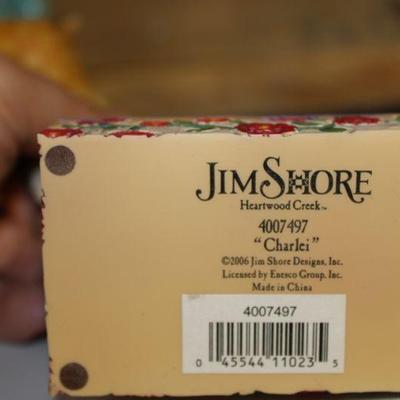 JIM SHORE
Heartwood Creek™
4007497
"Charlei"
©2006 Jim Shore Designs, Inc.
Licensed by Enesco Group, Inc.
Made in China
4007497
0 45544 11023 5